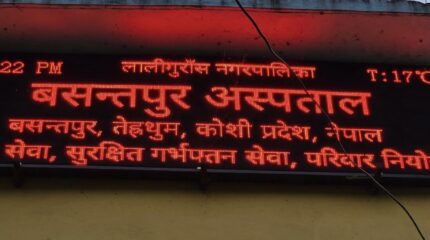 22 PM लालीगुराँस नगरपालिका T:17°C
बसन्तपुर अस्पताल
बसन्तपुर, तेह्रथुम, कोशी प्रदेश, नेपाल
सेवा, सुरक्षित गर्भपतन सेवा, परिवार नियो